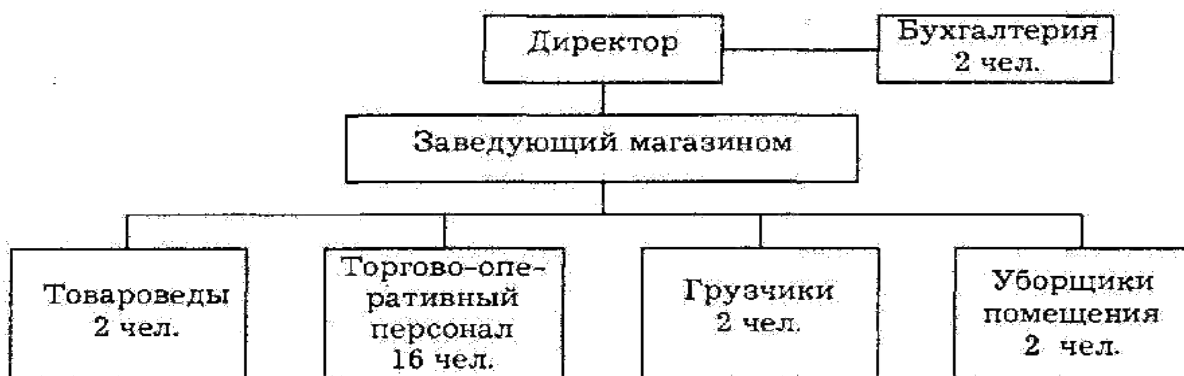 Директор
Бухгалтерия
2 чел.
Заведующий магазином
Товароведы
2 чел.
Торгово-опе-
ративный
персонал
16 чел.
Грузчики
2 чел.
Уборщики
помещения
2 чел.